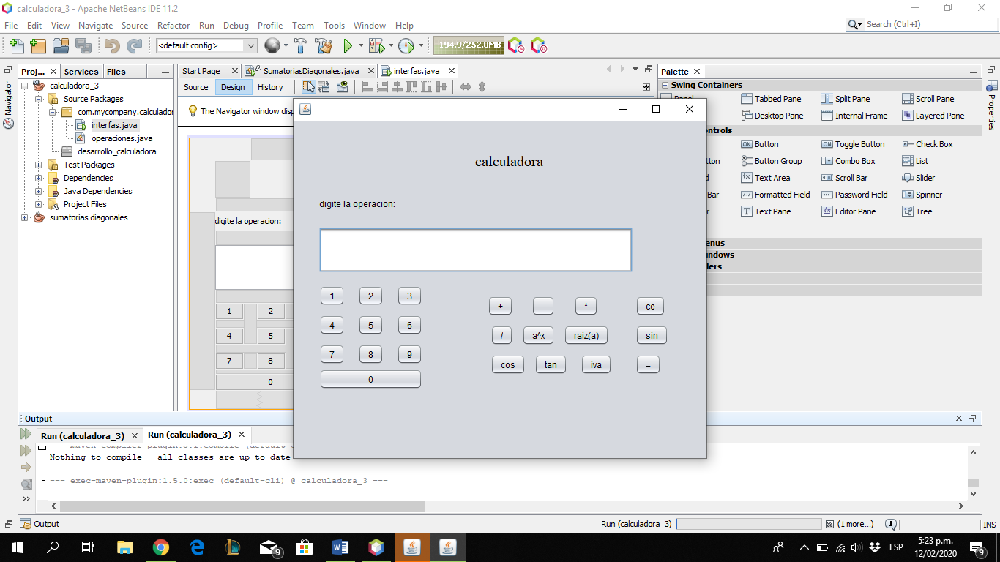 calculadora_3 - Apache NetBeans IDE 11.2
File Edit View Navigate Source Refactor Run Debug Profile Team Tools Window Help
Search (Ctrl+I)
<default config> 194,9/252,0MB
Proj... Services Files
Start Page SumatoriasDiagonales.java interfas.java
Palette
Navigator
Properties
calculadora_3
Source Packages
com.mycompany.calculador
interfas.java
operaciones.java
desarrollo_calculadora
Test Packages
Dependencies
Java Dependencies
Project Files
sumatorias diagonales
Source Design History
The Navigator window disp
digite la operacion:
1 2
4 5
7 8
0
calculadora
digite la operacion:
1 2 3
4 5 6
7 8 9
0
+ - * ce
/ a^x raiz(a) sin
cos tan iva =
Swing Containers
Tabbed Pane Split Pane Scroll Pane
Desktop Pane Internal Frame Layered Pane
ontrols
OK Button ON Toggle Button Check Box
tton Button Group Combo Box List
d Text Area Scroll Bar Slider
Bar Formatted Field Password Field Spinner
r Text Pane Editor Pane Tree
enus
indows
lers
Output
Run (calculadora_3) Run (calculadora_3)
Nothing to compile - all classes are up to date
--- exec-maven-plugin:1.5.0:exec (default-cli) @ calculadora_3 ---
Output
Run (calculadora_3) (1 more...) 1 INS
9
ESP
5:23 p.m.
12/02/2020
9